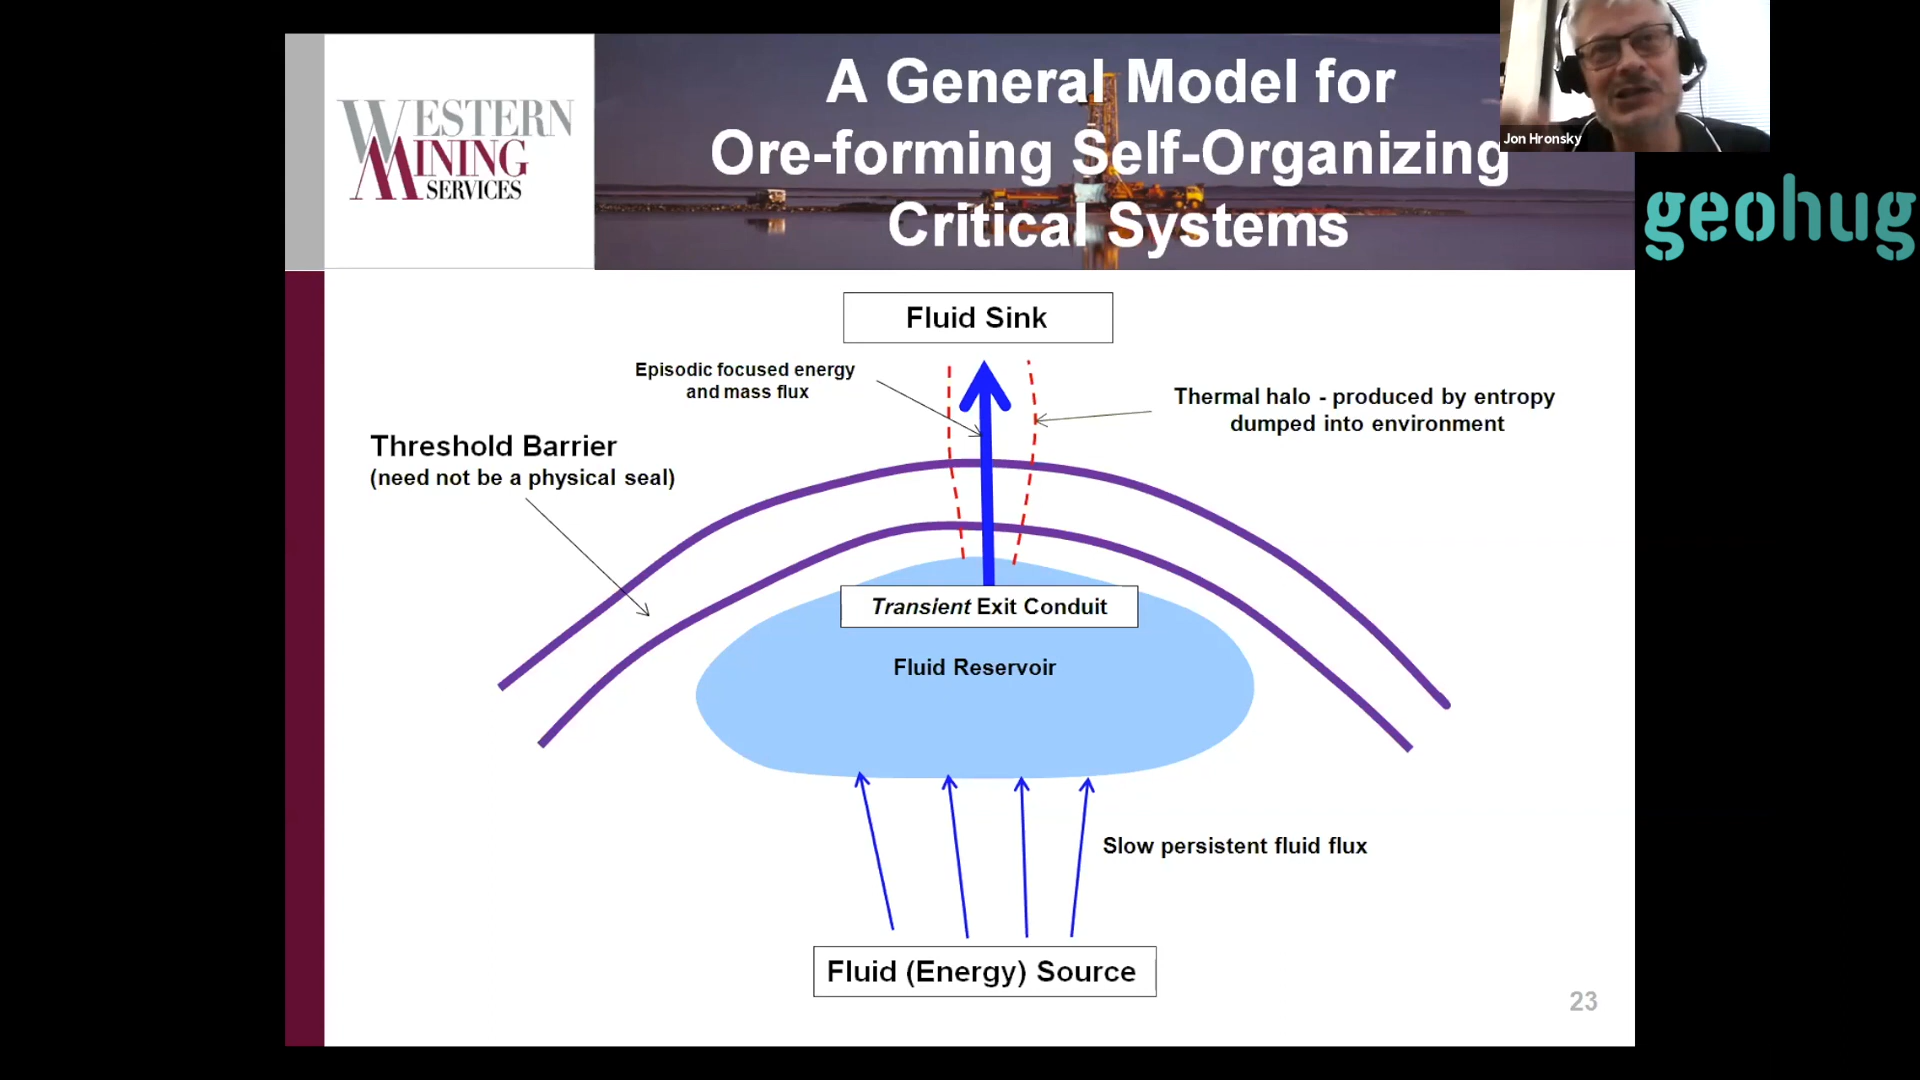 WESTERN
MINING
SERVICES
A General Model for
Ore-forming Self-Organizing
Critical Systems
Jon Hronsky
geohug
Fluid Sink
Episodic focused energy
and mass flux
Thermal halo - produced by entropy
dumped into environment
Threshold Barrier
(need not be a physical seal)
Transient Exit Conduit
Fluid Reservoir
Slow persistent fluid flux
Fluid (Energy) Source
23